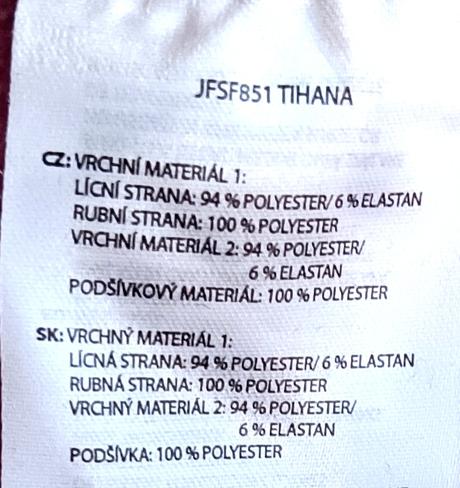 JFSF851 TIHANA
CZ: VRCHNÍ MATERIÁL 1:
LÍCNÍ STRANA: 94 % POLYESTER/ 6 % ELASTAN
RUBNÍ STRANA: 100 % POLYESTER
VRCHNÍ MATERIÁL 2: 94 % POLYESTER/
6 % ELASTAN
PODŠÍVKOVÝ MATERIÁL: 100 % POLYESTER
SK: VRCHNÝ MATERIÁL 1:
LÍCNÁ STRANA: 94 % POLYESTER/ 6 % ELASTAN
RUBNÁ STRANA: 100 % POLYESTER
VRCHNÝ MATERIÁL 2: 94 % POLYESTER/
6 % ELASTAN
PODŠÍVKA: 100 % POLYESTER